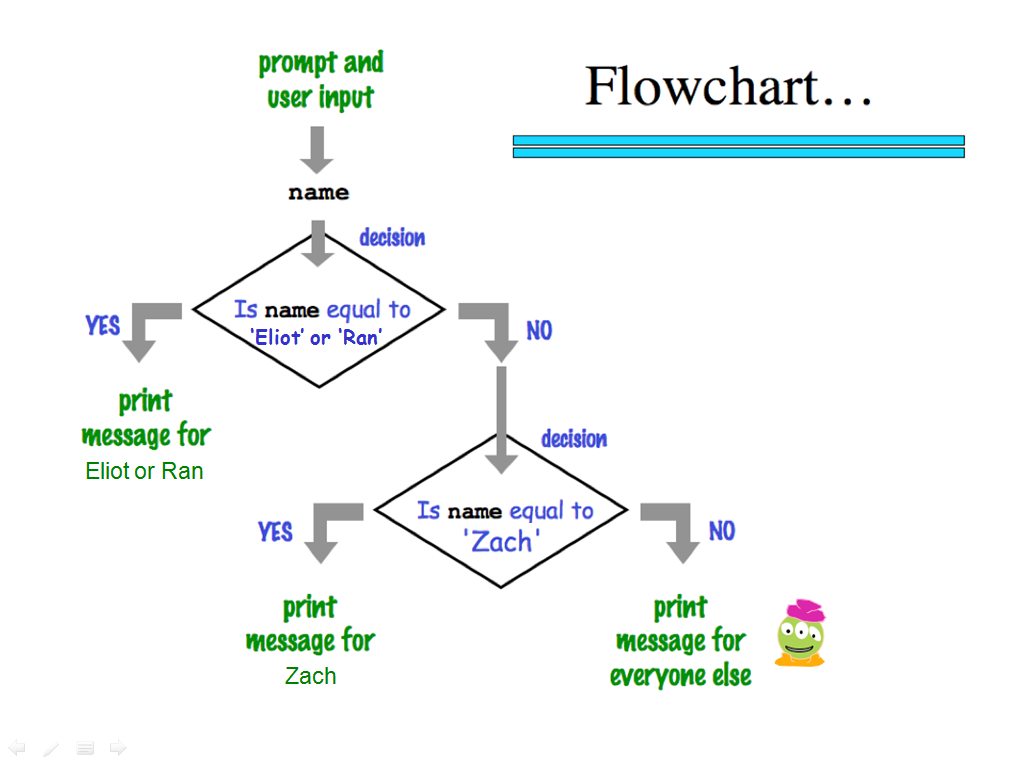 Flowchart…
prompt and
user input
name
decision
Is name equal to
‘Eliot’ or ‘Ran’
YES
NO
print
message for
Eliot or Ran
decision
Is name equal to
'Zach'
YES
NO
print
message for
Zach
print
message for
everyone else